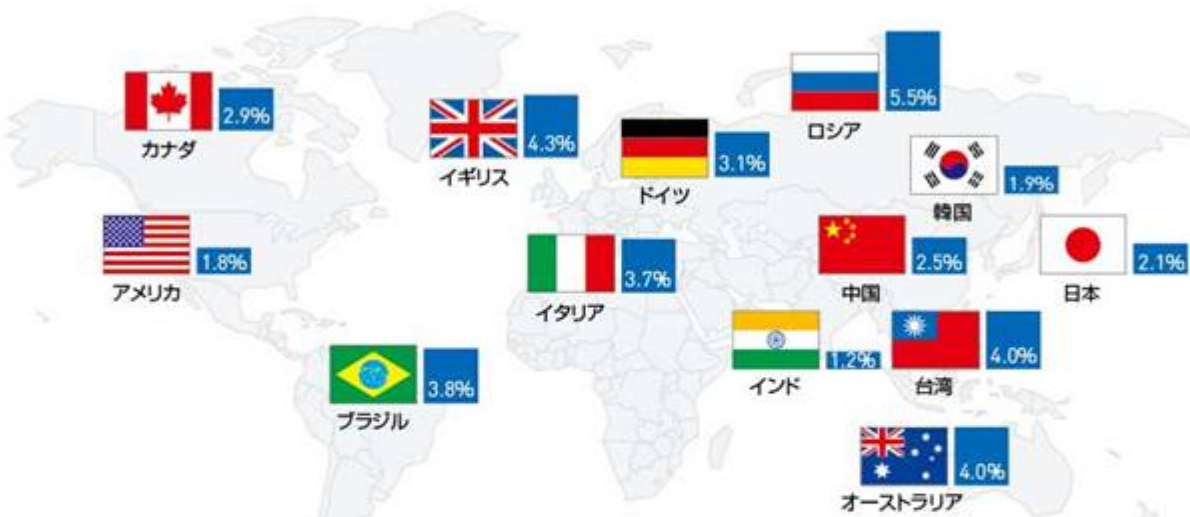 カナダ
2.9%
イギリス
4.3%
ドイツ
3.1%
ロシア
5.5%
韓国
1.9%
アメリカ
1.8%
イタリア
3.7%
中国
2.5%
日本
2.1%
ブラジル
3.8%
インド
1.2%
台湾
4.0%
オーストラリア
4.0%